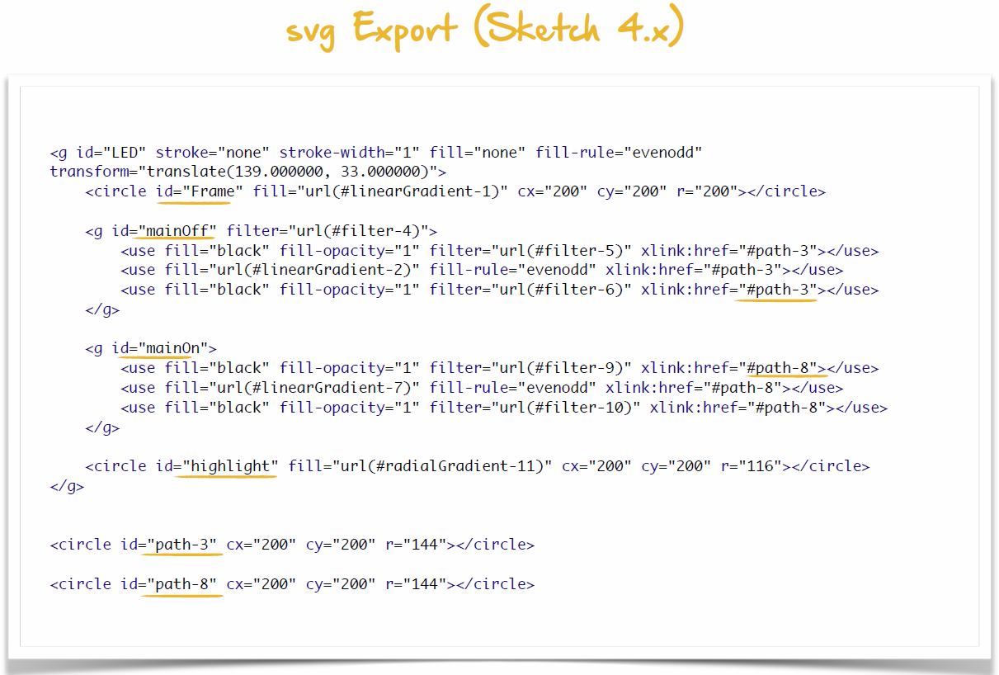 svg Export (Sketch 4.x)
<g id="LED" stroke="none" stroke-width="1" fill="none" fill-rule="evenodd"
transform="translate(139.000000, 33.000000)">
<circle id="Frame" fill="url(#linearGradient-1)" cx="200" cy="200" r="200"></circle>
<g id="mainOff" filter="url(#filter-4)">
<use fill="black" fill-opacity="1" filter="url(#filter-5)" xlink:href="#path-3"></use>
<use fill="url(#linearGradient-2)" fill-rule="evenodd" xlink:href="#path-3"></use>
<use fill="black" fill-opacity="1" filter="url(#filter-6)" xlink:href="#path-3"></use>
</g>
<g id="mainOn">
<use fill="black" fill-opacity="1" filter="url(#filter-9)" xlink:href="#path-8"></use>
<use fill="url(#linearGradient-7)" fill-rule="evenodd" xlink:href="#path-8"></use>
<use fill="black" fill-opacity="1" filter="url(#filter-10)" xlink:href="#path-8"></use>
</g>
<circle id="highlight" fill="url(#radialGradient-11)" cx="200" cy="200" r="116"></circle>
</g>
<circle id="path-3" cx="200" cy="200" r="144"></circle>
<circle id="path-8" cx="200" cy="200" r="144"></circle>